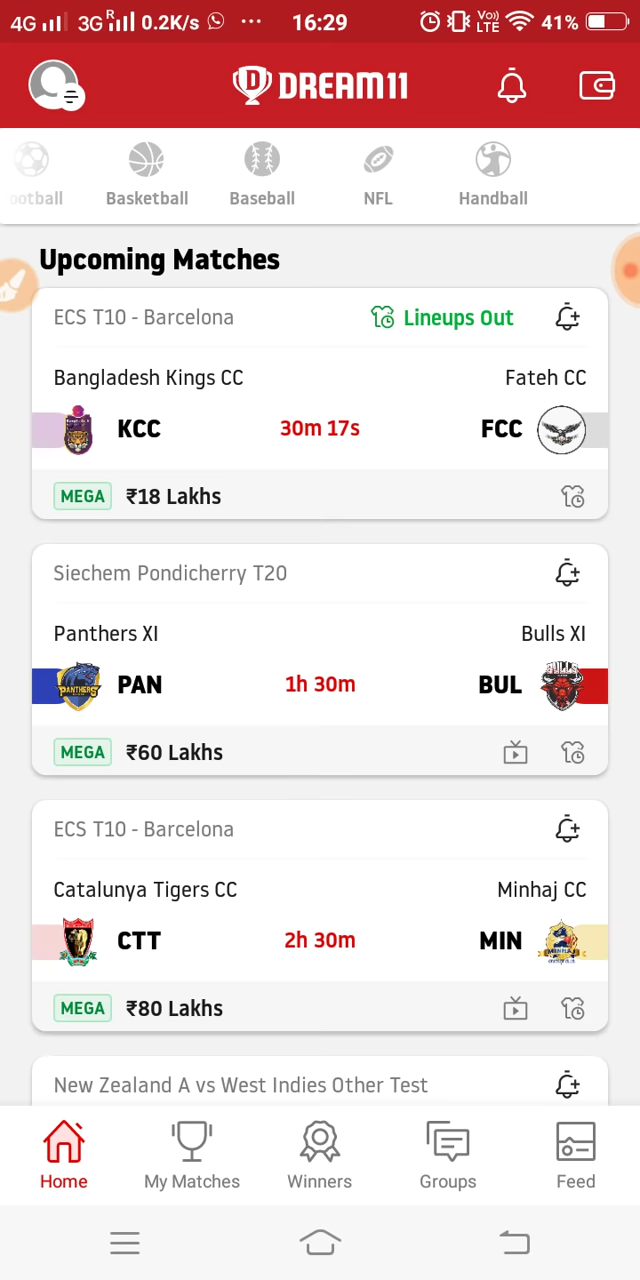 4G 3G R 0.2K/s ... 16:29 Vo) LTE 41%
DREAM11
ootball Basketball Baseball NFL Handball
Upcoming Matches
ECS T10 - Barcelona Lineups Out
Bangladesh Kings CC Fateh CC
KCC 30m 17s FCC
MEGA ₹18 Lakhs
Siechem Pondicherry T20
Panthers XI Bulls XI
PANTHERS PAN 1h 30m BUL BULLS
MEGA ₹60 Lakhs
ECS T10 - Barcelona
Catalunya Tigers CC Minhaj CC
CTT 2h 30m MIN MINHAJ
MEGA ₹80 Lakhs
New Zealand A vs West Indies Other Test
Home My Matches Winners Groups Feed